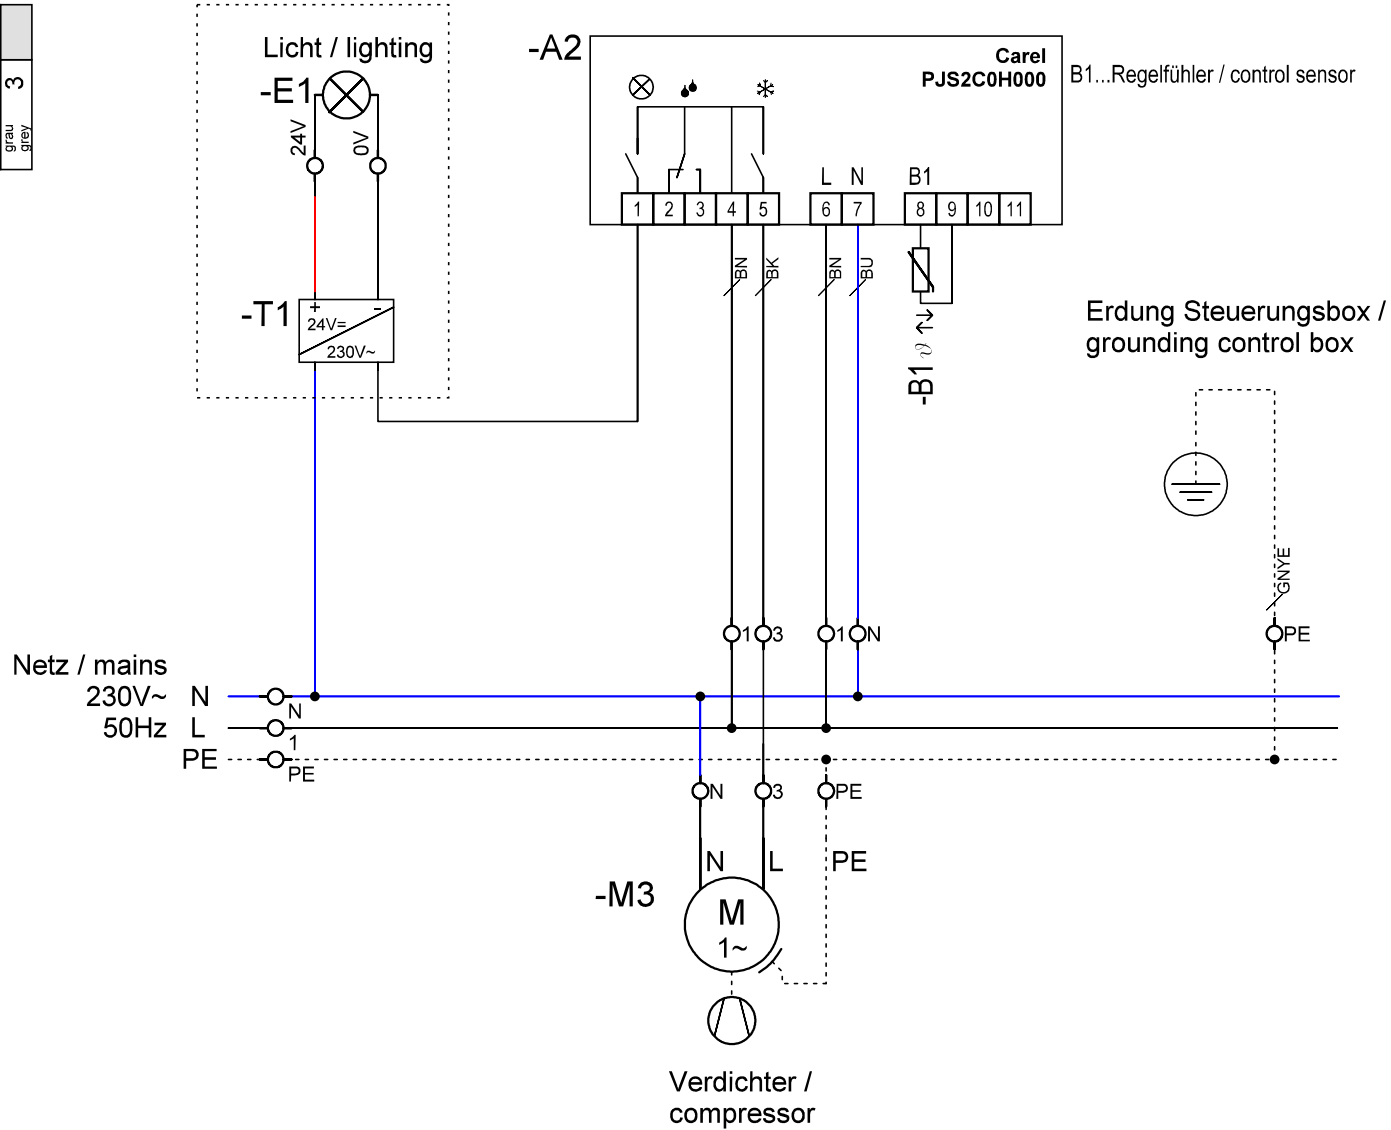 3
grau
grey
Licht / lighting
-E1
24V
0V
-T1
+
-
24V=
230V~
-A2
Carel
PJS2C0H000
B1...Regelfühler / control sensor
L N B1
1 2 3 4 5 6 7 8 9 10 11
BN BK BN BU
-B1 ϑ
Erdung Steuerungsbox /
grounding control box
GNYE
1 3 1 N PE
Netz / mains
230V~ N
N
50Hz L
1
PE
PE
N 3 PE
N L PE
-M3
M
1~
Verdichter /
compressor